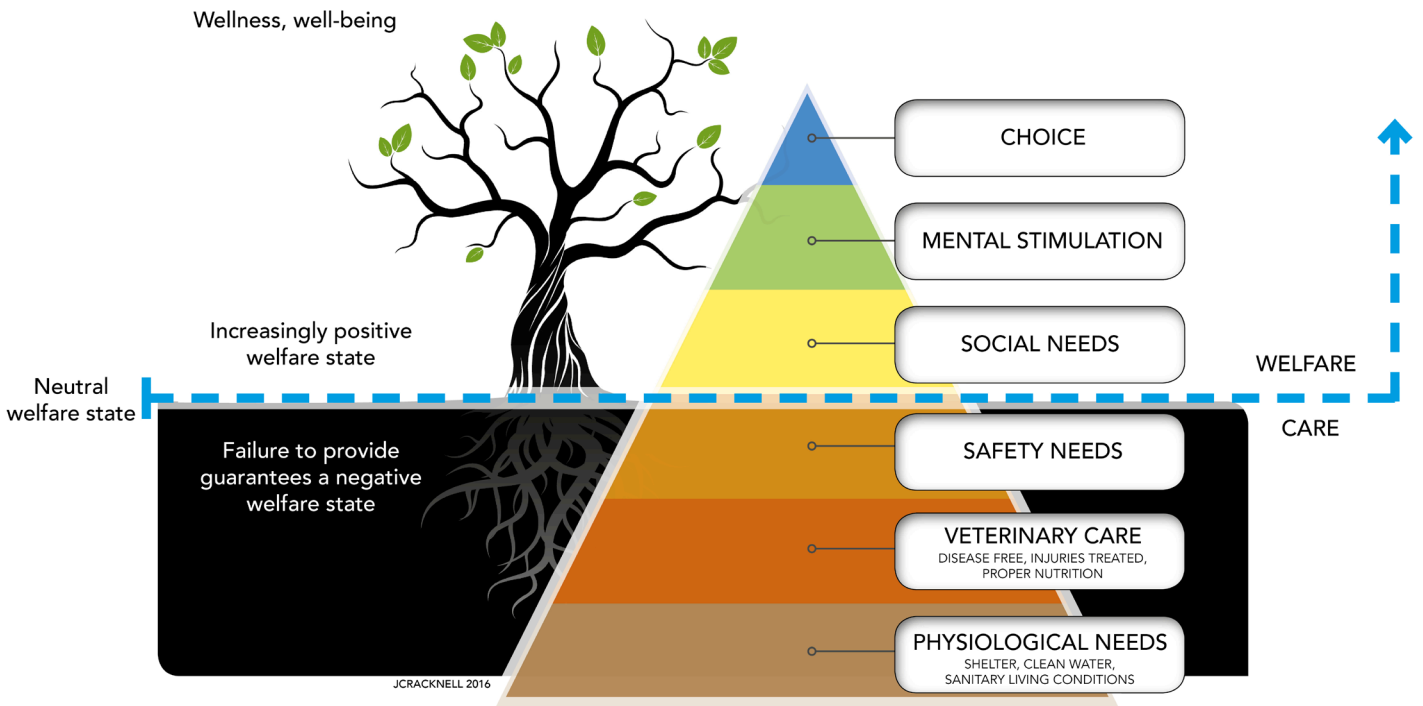 Wellness, well-being
CHOICE
MENTAL STIMULATION
SOCIAL NEEDS
Increasingly positive
welfare state
WELFARE
Neutral
welfare state
CARE
Failure to provide
guarantees a negative
welfare state
SAFETY NEEDS
VETERINARY CARE
DISEASE FREE, INJURIES TREATED,
PROPER NUTRITION
PHYSIOLOGICAL NEEDS
SHELTER, CLEAN WATER,
SANITARY LIVING CONDITIONS
JCRACKNELL 2016